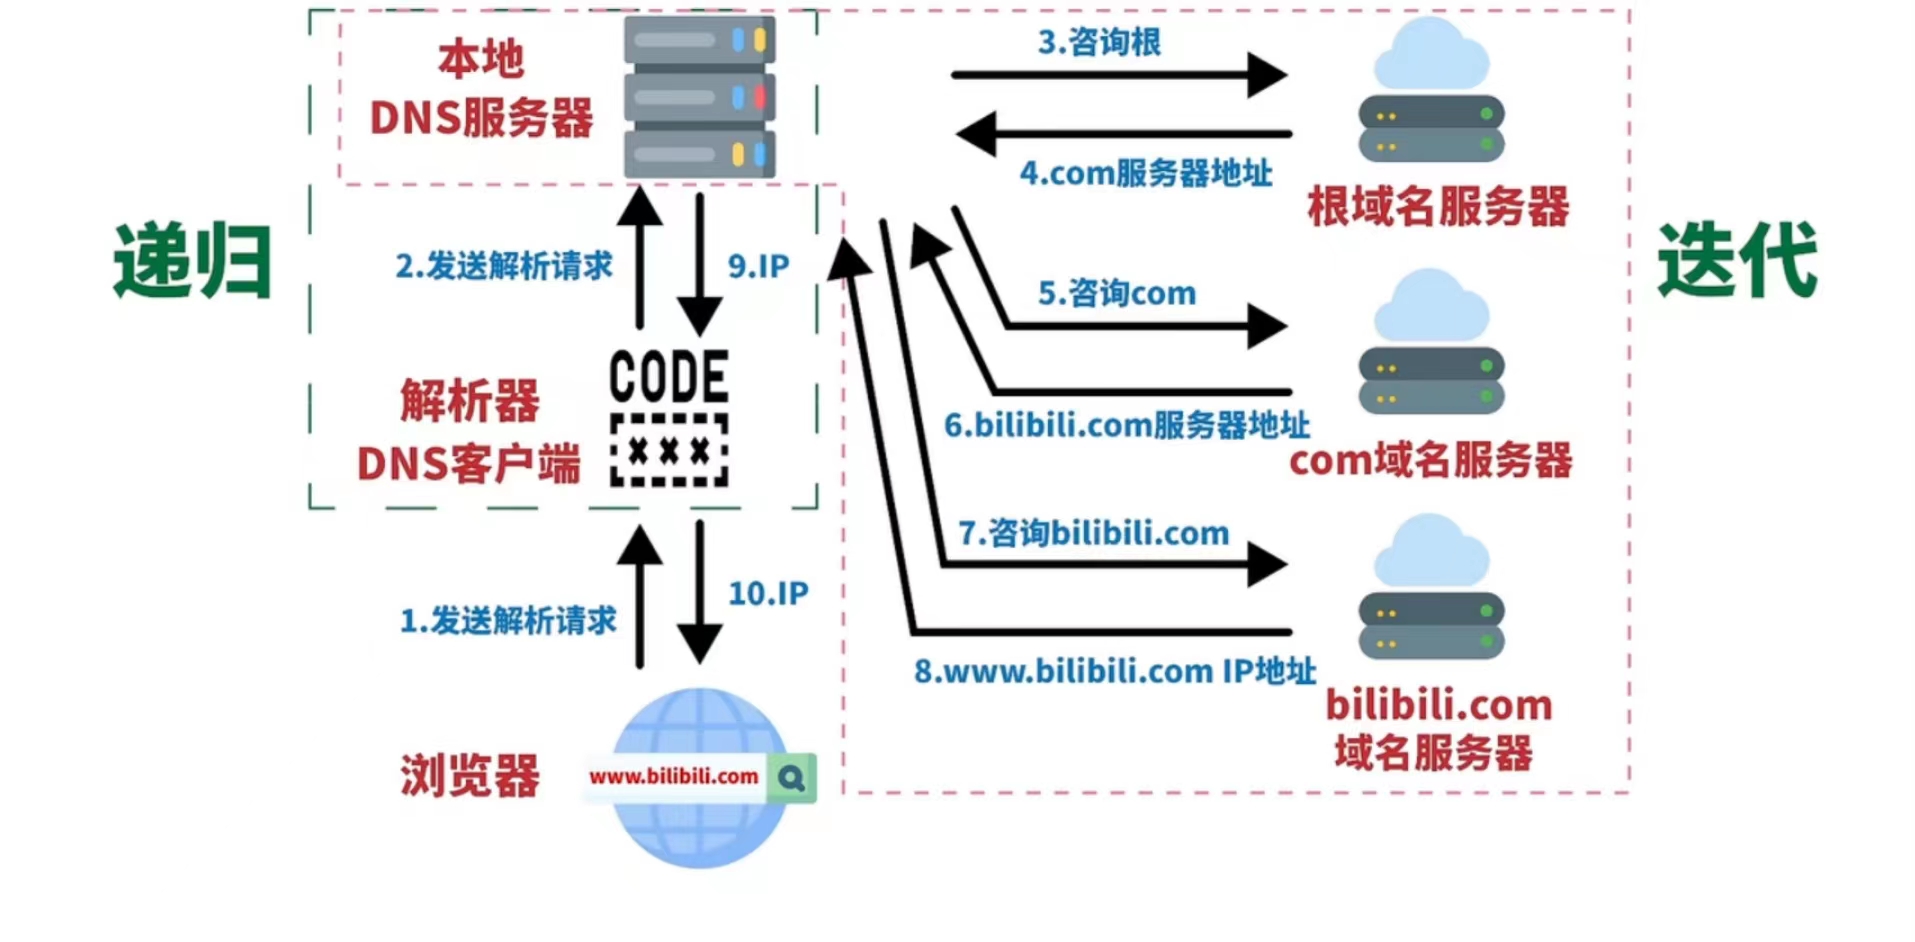 本地
DNS服务器
3.咨询根
4.com服务器地址
根域名服务器
递归
迭代
2.发送解析请求
9.IP
5.咨询com
CODE
×××
解析器
DNS客户端
6.bilibili.com服务器地址
com域名服务器
7.咨询bilibili.com
1.发送解析请求
10.IP
8.www.bilibili.com IP地址
bilibili.com
域名服务器
浏览器
www.bilibili.com